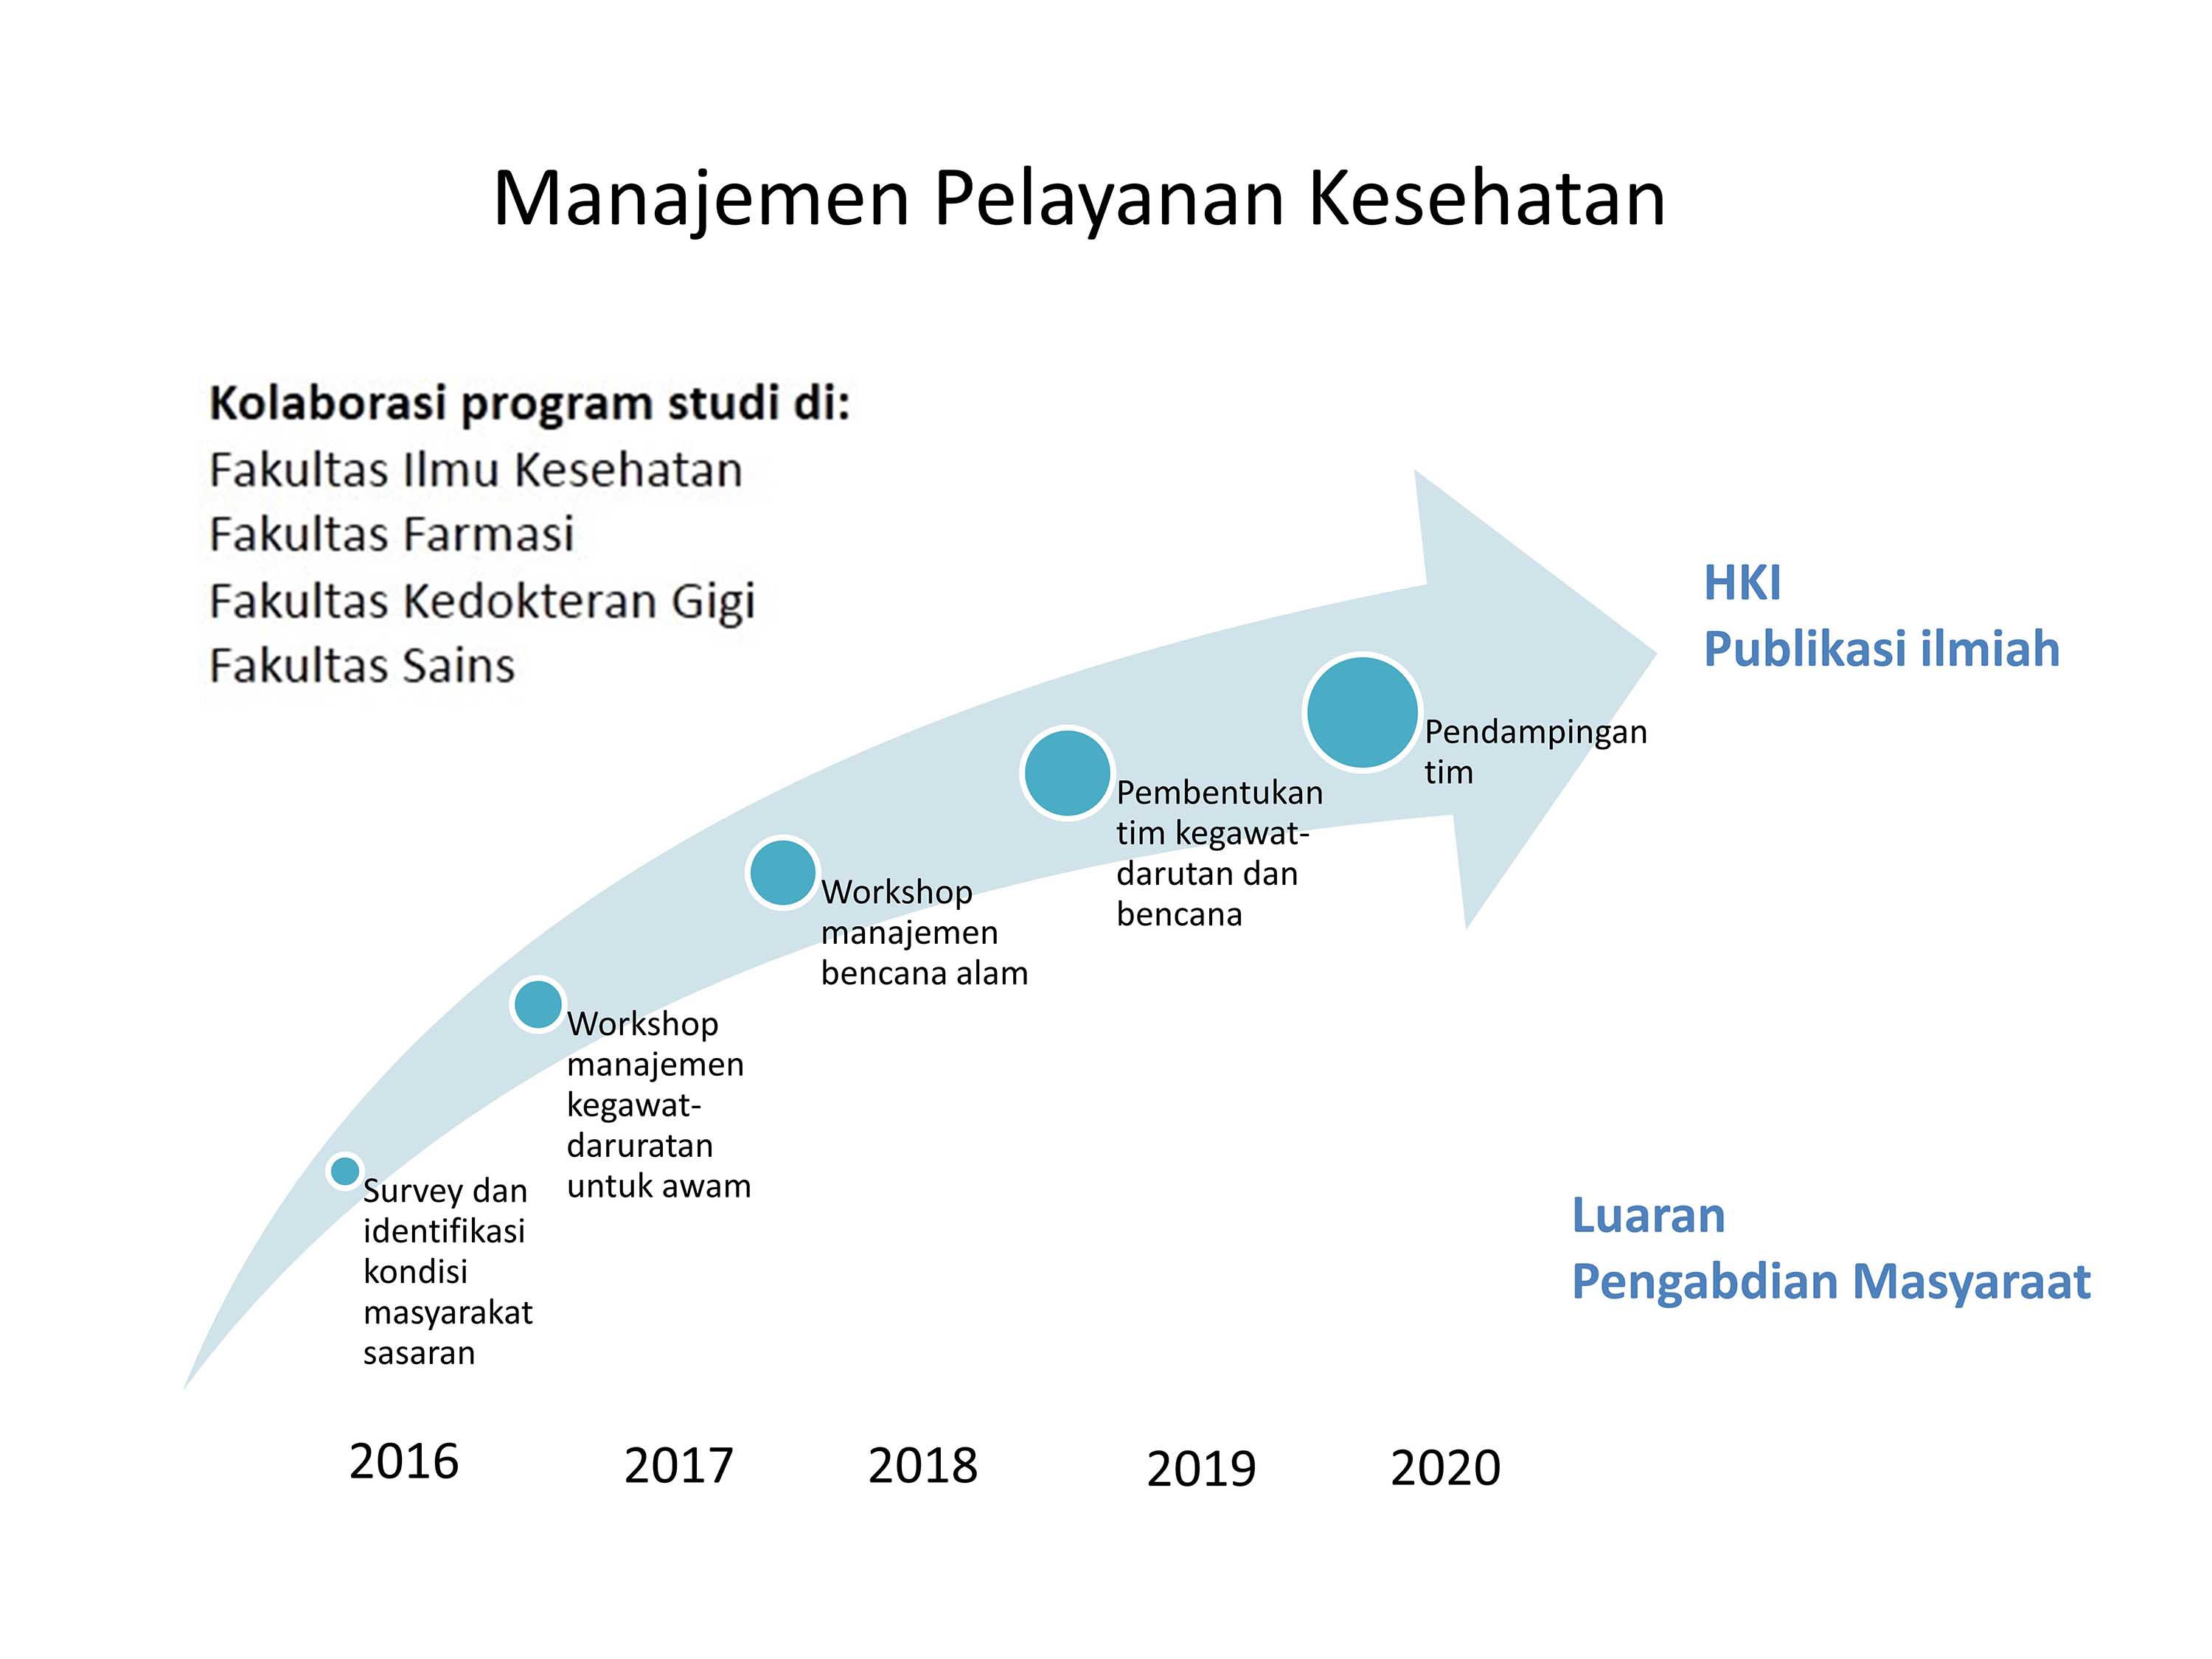 Manajemen Pelayanan Kesehatan
Kolaborasi program studi di:
Fakultas Ilmu Kesehatan
Fakultas Farmasi
Fakultas Kedokteran Gigi
Fakultas Sains
HKI
Publikasi ilmiah
Pendampingan
tim
Pembentukan
tim kegawat-
darutan dan
bencana
Workshop
manajemen
bencana alam
Workshop
manajemen
kegawat-
daruratan
untuk awam
Survey dan
identifikasi
kondisi
masyarakat
sasaran
Luaran
Pengabdian Masyaraat
2016
2017
2018
2019
2020